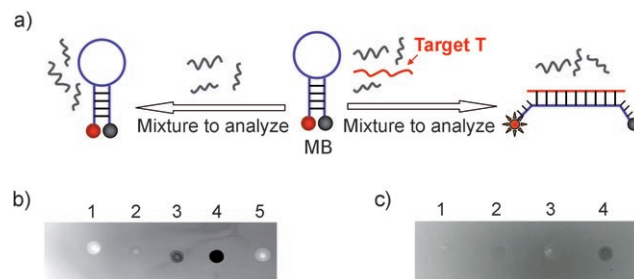 a)
Target T
Mixture to analyze
MB
Mixture to analyze
b)
1 2 3 4 5
c)
1 2 3 4